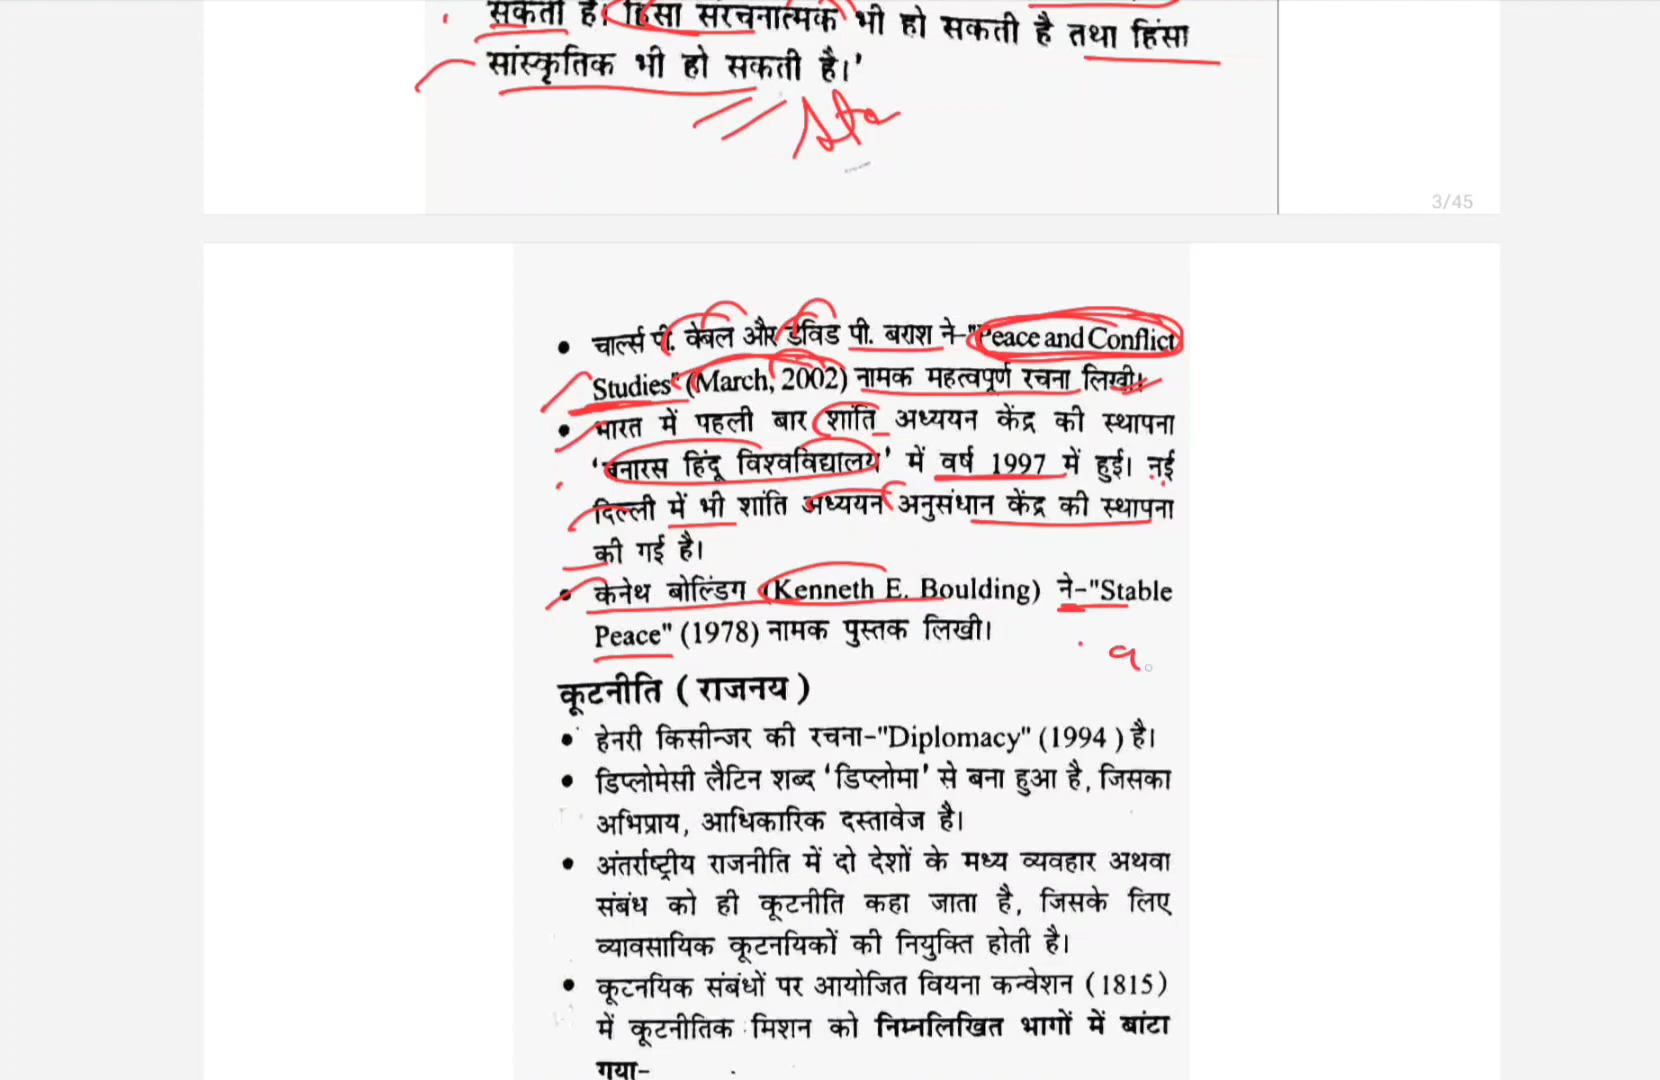 सकती है। हिंसा संरचनात्मक भी हो सकती है तथा हिंसा
सांस्कृतिक भी हो सकती है।'
3/45
• चार्ल्स पी. वेबल और डेविड पी. बराश ने-"Peace and Conflict
Studies" (March, 2002) नामक महत्वपूर्ण रचना लिखी।
• भारत में पहली बार शांति अध्ययन केंद्र की स्थापना
'बनारस हिंदू विश्वविद्यालय' में वर्ष 1997 में हुई। नई
दिल्ली में भी शांति अध्ययन अनुसंधान केंद्र की स्थापना
की गई है।
• केनेथ बोल्डिंग (Kenneth E. Boulding) ने-"Stable
Peace" (1978) नामक पुस्तक लिखी।
कूटनीति ( राजनय )
• हेनरी किसीन्जर की रचना-"Diplomacy" (1994 ) है।
• डिप्लोमेसी लैटिन शब्द 'डिप्लोमा' से बना हुआ है, जिसका
अभिप्राय, आधिकारिक दस्तावेज है।
• अंतर्राष्ट्रीय राजनीति में दो देशों के मध्य व्यवहार अथवा
संबंध को ही कूटनीति कहा जाता है, जिसके लिए
व्यावसायिक कूटनयिकों की नियुक्ति होती है।
• कूटनयिक संबंधों पर आयोजित वियना कन्वेशन (1815)
में कूटनीतिक मिशन को निम्नलिखित भागों में बांटा
गया-